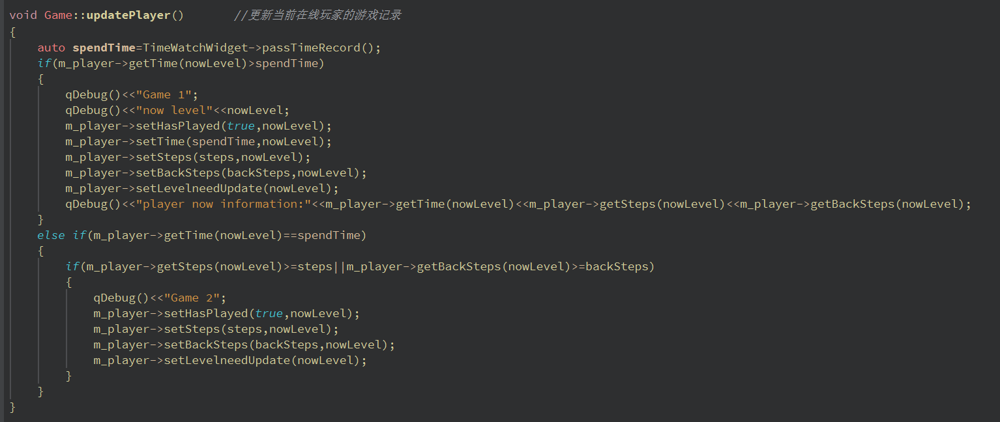 void Game::updatePlayer()       //更新当前在线玩家的游戏记录
{
    auto spendTime=TimeWatchWidget->passTimeRecord();
    if(m_player->getTime(nowLevel)>spendTime)
    {
        qDebug()<<"Game 1";
        qDebug()<<"now level"<<nowLevel;
        m_player->setHasPlayed(true,nowLevel);
        m_player->setTime(spendTime,nowLevel);
        m_player->setSteps(steps,nowLevel);
        m_player->setBackSteps(backSteps,nowLevel);
        m_player->setLevelneedUpdate(nowLevel);
        qDebug()<<"player now information:"<<m_player->getTime(nowLevel)<<m_player->getSteps(nowLevel)<<m_player->getBackSteps(nowLevel);
    }
    else if(m_player->getTime(nowLevel)==spendTime)
    {
        if(m_player->getSteps(nowLevel)>=steps||m_player->getBackSteps(nowLevel)>=backSteps)
        {
            qDebug()<<"Game 2";
            m_player->setHasPlayed(true,nowLevel);
            m_player->setSteps(steps,nowLevel);
            m_player->setBackSteps(backSteps,nowLevel);
            m_player->setLevelneedUpdate(nowLevel);
        }
    }
}